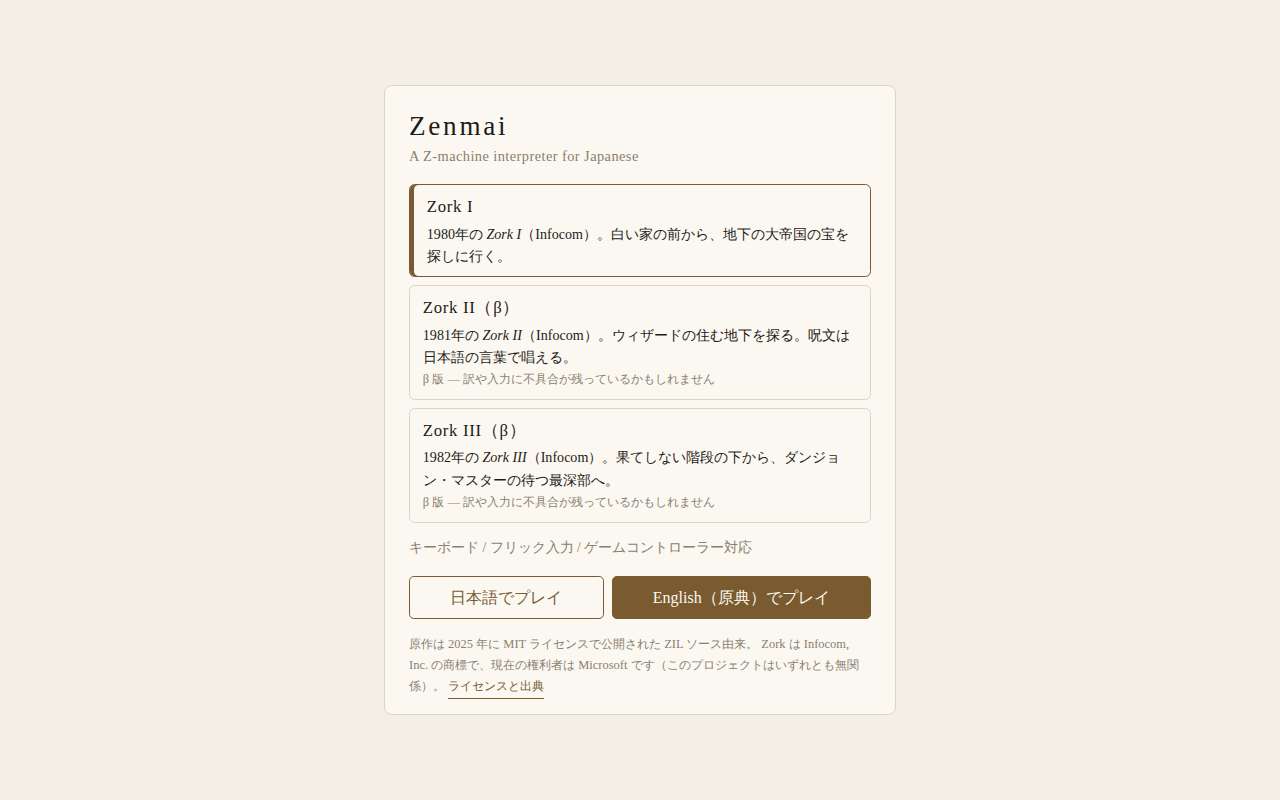 Zenmai
A Z-machine interpreter for Japanese
Zork I
1980年の Zork I（Infocom）。白い家の前から、地下の大帝国の宝を
探しに行く。
Zork II（β）
1981年の Zork II（Infocom）。ウィザードの住む地下を探る。呪文は
日本語の言葉で唱える。
β 版 — 訳や入力に不具合が残っているかもしれません
Zork III（β）
1982年の Zork III（Infocom）。果てしない階段の下から、ダンジョ
ン・マスターの待つ最深部へ。
β 版 — 訳や入力に不具合が残っているかもしれません
キーボード / フリック入力 / ゲームコントローラー対応
日本語でプレイ
English（原典）でプレイ
原作は 2025 年に MIT ライセンスで公開された ZIL ソース由来。 Zork は Infocom,
Inc. の商標で、現在の権利者は Microsoft です（このプロジェクトはいずれとも無関
係）。 ライセンスと出典